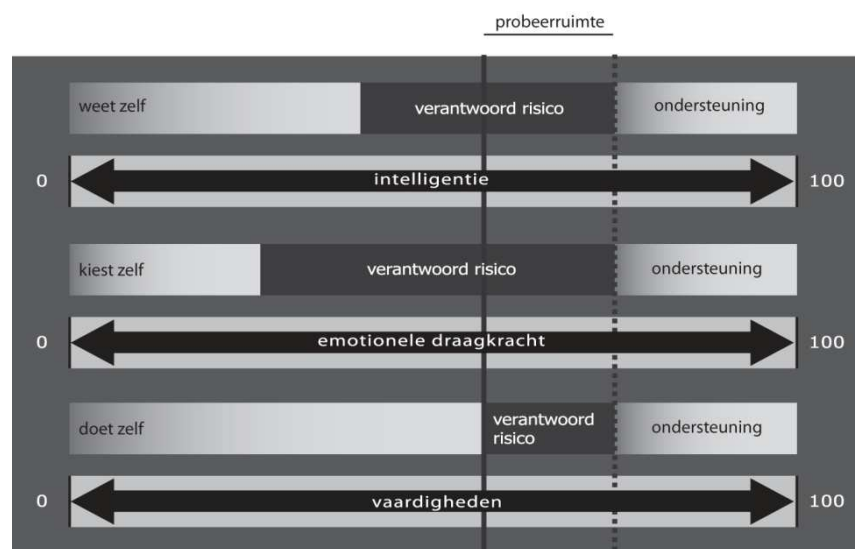 probeerruimte
weet zelf verantwoord risico ondersteuning
0 intelligentie 100
kiest zelf verantwoord risico ondersteuning
0 emotionele draagkracht 100
doet zelf verantwoord
risico ondersteuning
0 vaardigheden 100